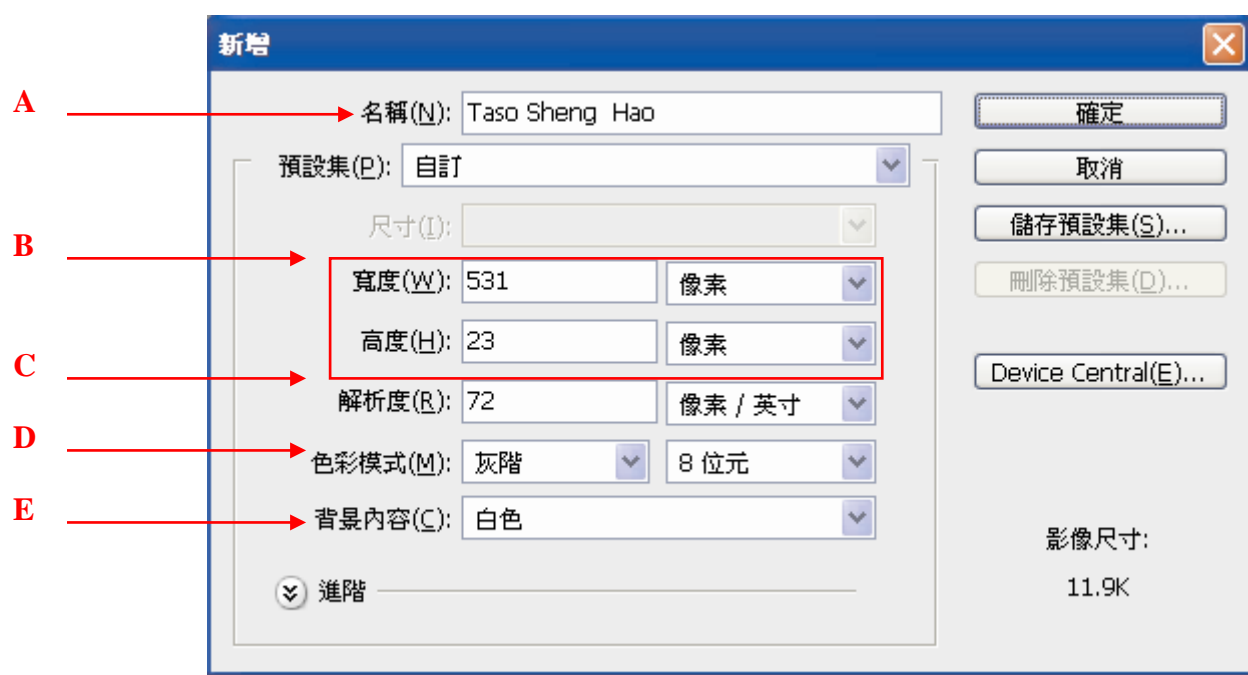 新增
A
名稱(N): Taso Sheng  Hao
確定
預設集(P): 自訂
取消
尺寸(I):
儲存預設集(S)...
B
寬度(W): 531 像素
刪除預設集(D)...
高度(H): 23 像素
C
Device Central(E)...
解析度(R): 72 像素 / 英寸
D
色彩模式(M): 灰階 8 位元
E
背景內容(C): 白色
影像尺寸:
進階
11.9K